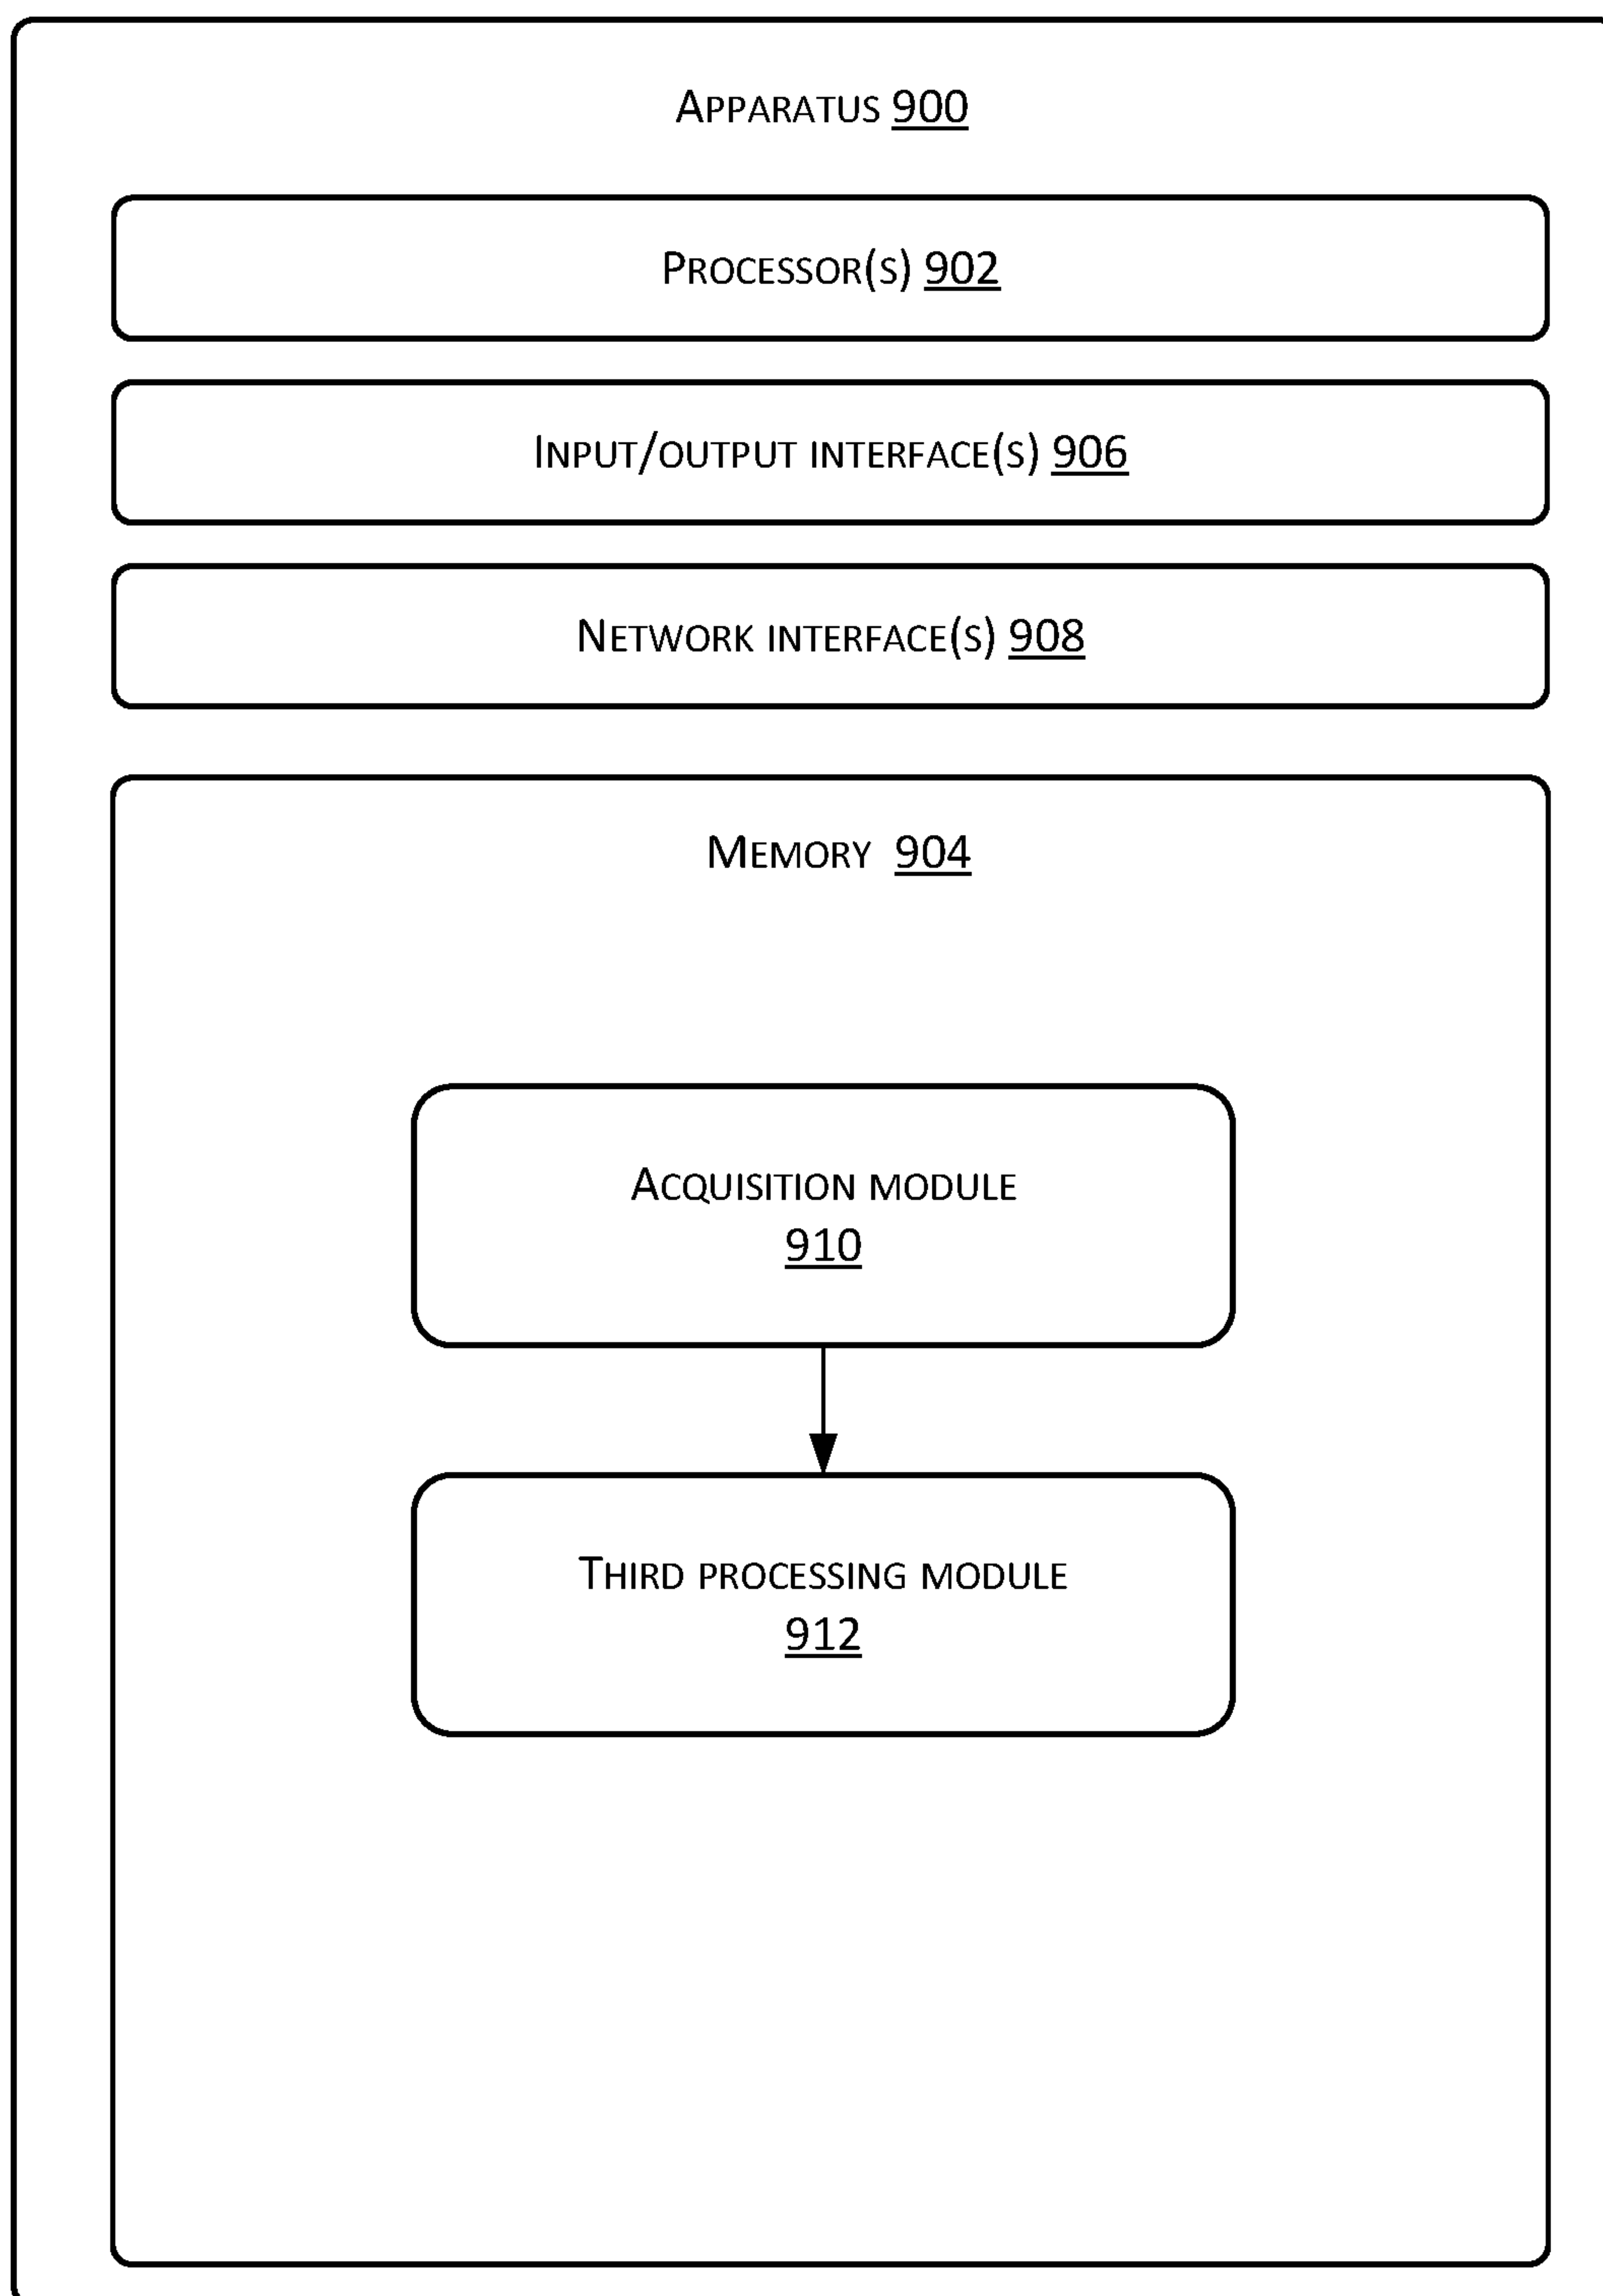 Apparatus 900
Processor(s) 902
Input/output interface(s) 906
Network interface(s) 908
Memory 904
Acquisition module
910
Third processing module
912